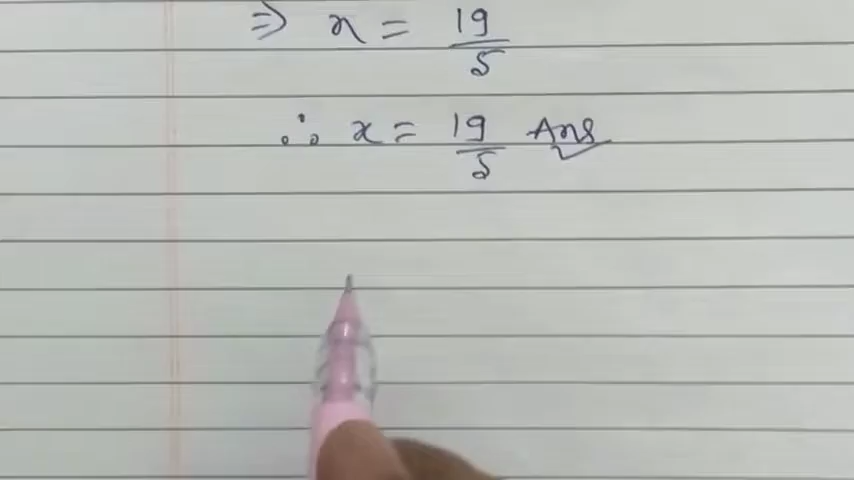 ⇒ x = 19/5
∴ x = 19/5 Ans